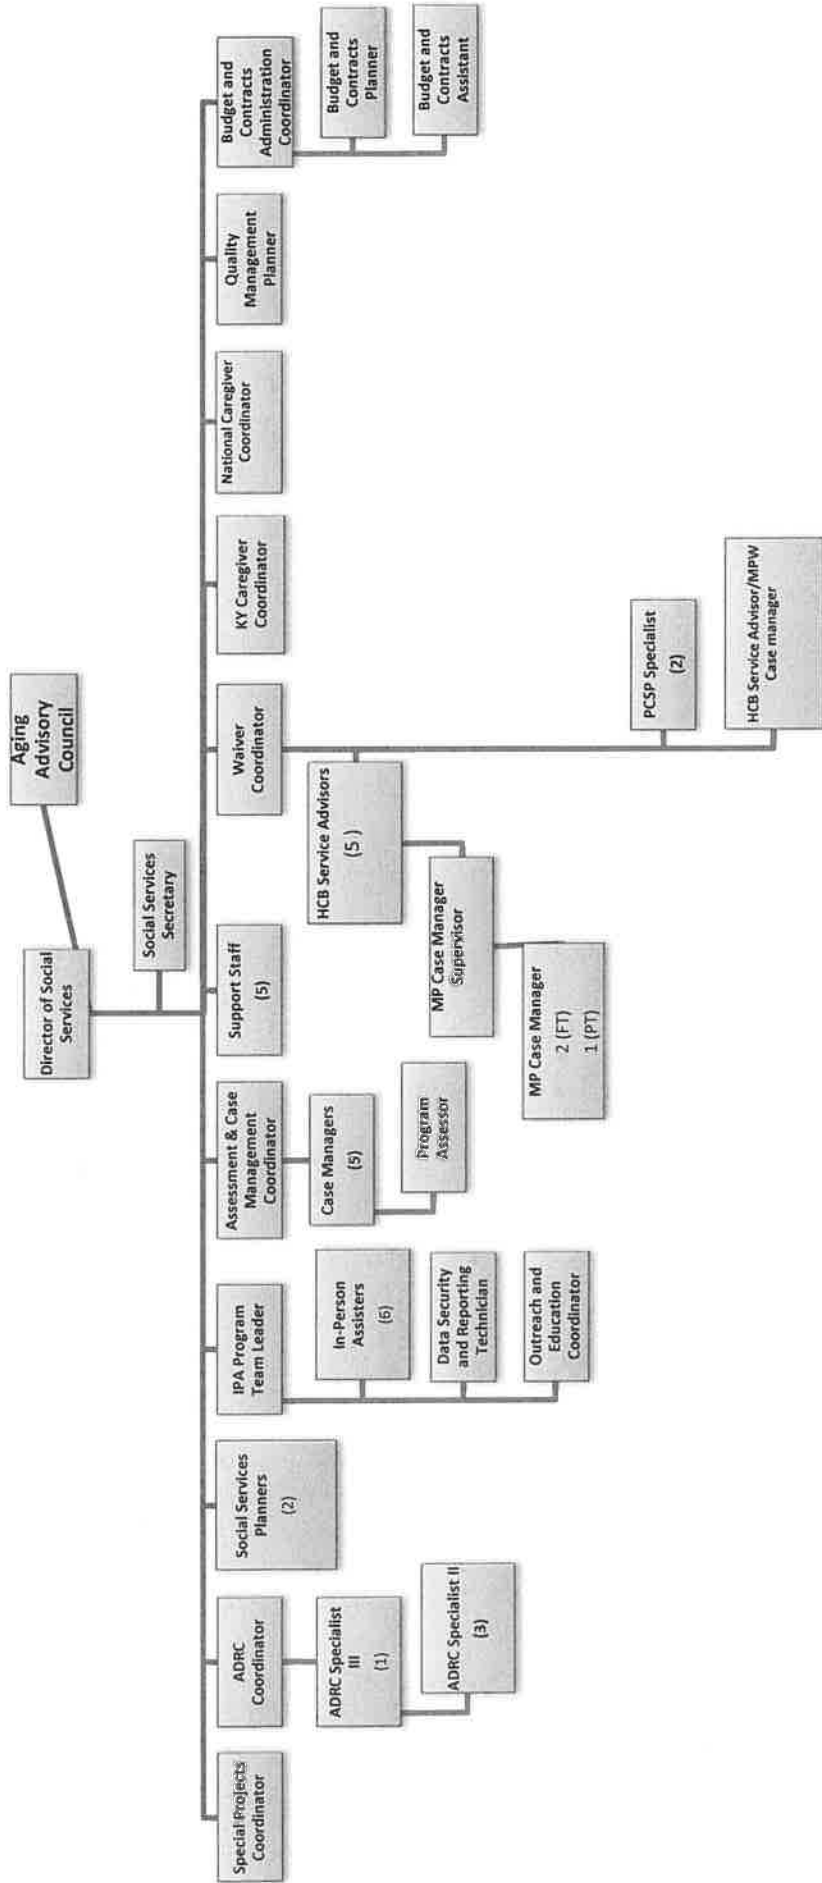 Aging
Advisory
Council
Director of Social
Services
Social Services
Secretary
Special Projects
Coordinator
ADRC
Coordinator
Social Services
Planners
(2)
IPA Program
Team Leader
Assessment & Case
Management
Coordinator
Support Staff
(5)
Waiver
Coordinator
KY Caregiver
Coordinator
National Caregiver
Coordinator
Quality
Management
Planner
Budget and
Contracts
Administration
Coordinator
ADRC Specialist
III
(1)
ADRC Specialist II
(3)
In-Person
Assisters
(6)
Data Security
and Reporting
Technician
Outreach and
Education
Coordinator
Case Managers
(5)
Program
Assessor
HCB Service Advisors
(5)
MP Case Manager
Supervisor
MP Case Manager
2 (FT)
1 (PT)
PCSP Specialist
(2)
HCB Service Advisor/MPW
Case manager
Budget and
Contracts
Planner
Budget and
Contracts
Assistant